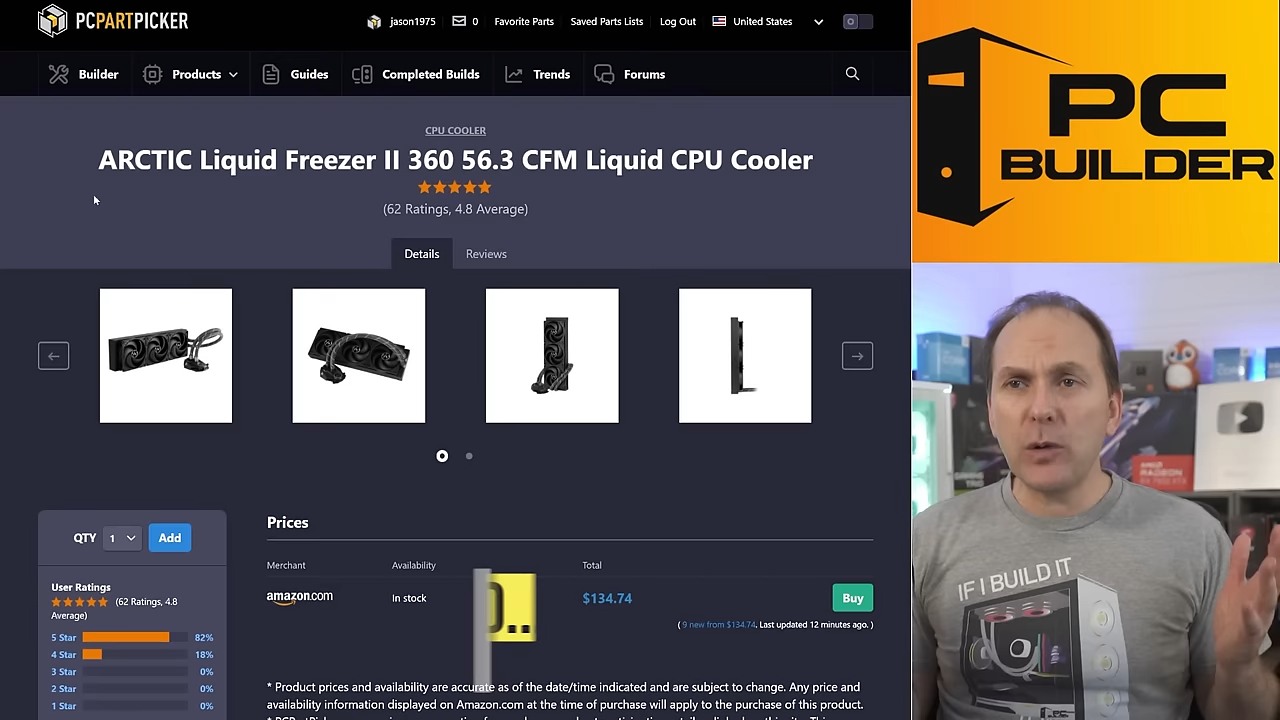 PCPARTPICKER
jason1975
0
Favorite Parts
Saved Parts Lists
Log Out
United States
Builder
Products
Guides
Completed Builds
Trends
Forums
CPU COOLER
ARCTIC Liquid Freezer II 360 56.3 CFM Liquid CPU Cooler
(62 Ratings, 4.8 Average)
Details
Reviews
QTY
1
Add
User Ratings
(62 Ratings, 4.8
Average)
5 Star 82%
4 Star 18%
3 Star 0%
2 Star 0%
1 Star 0%
Prices
Merchant Availability Total
amazon.com In stock $134.74 Buy
( 9 new from $134.74. Last updated 12 minutes ago. )
* Product prices and availability are accurate as of the date/time indicated and are subject to change. Any price and
availability information displayed on Amazon.com at the time of purchase will apply to the purchase of this product.
PC
BUILDER
IF I BUILD IT
RADEON